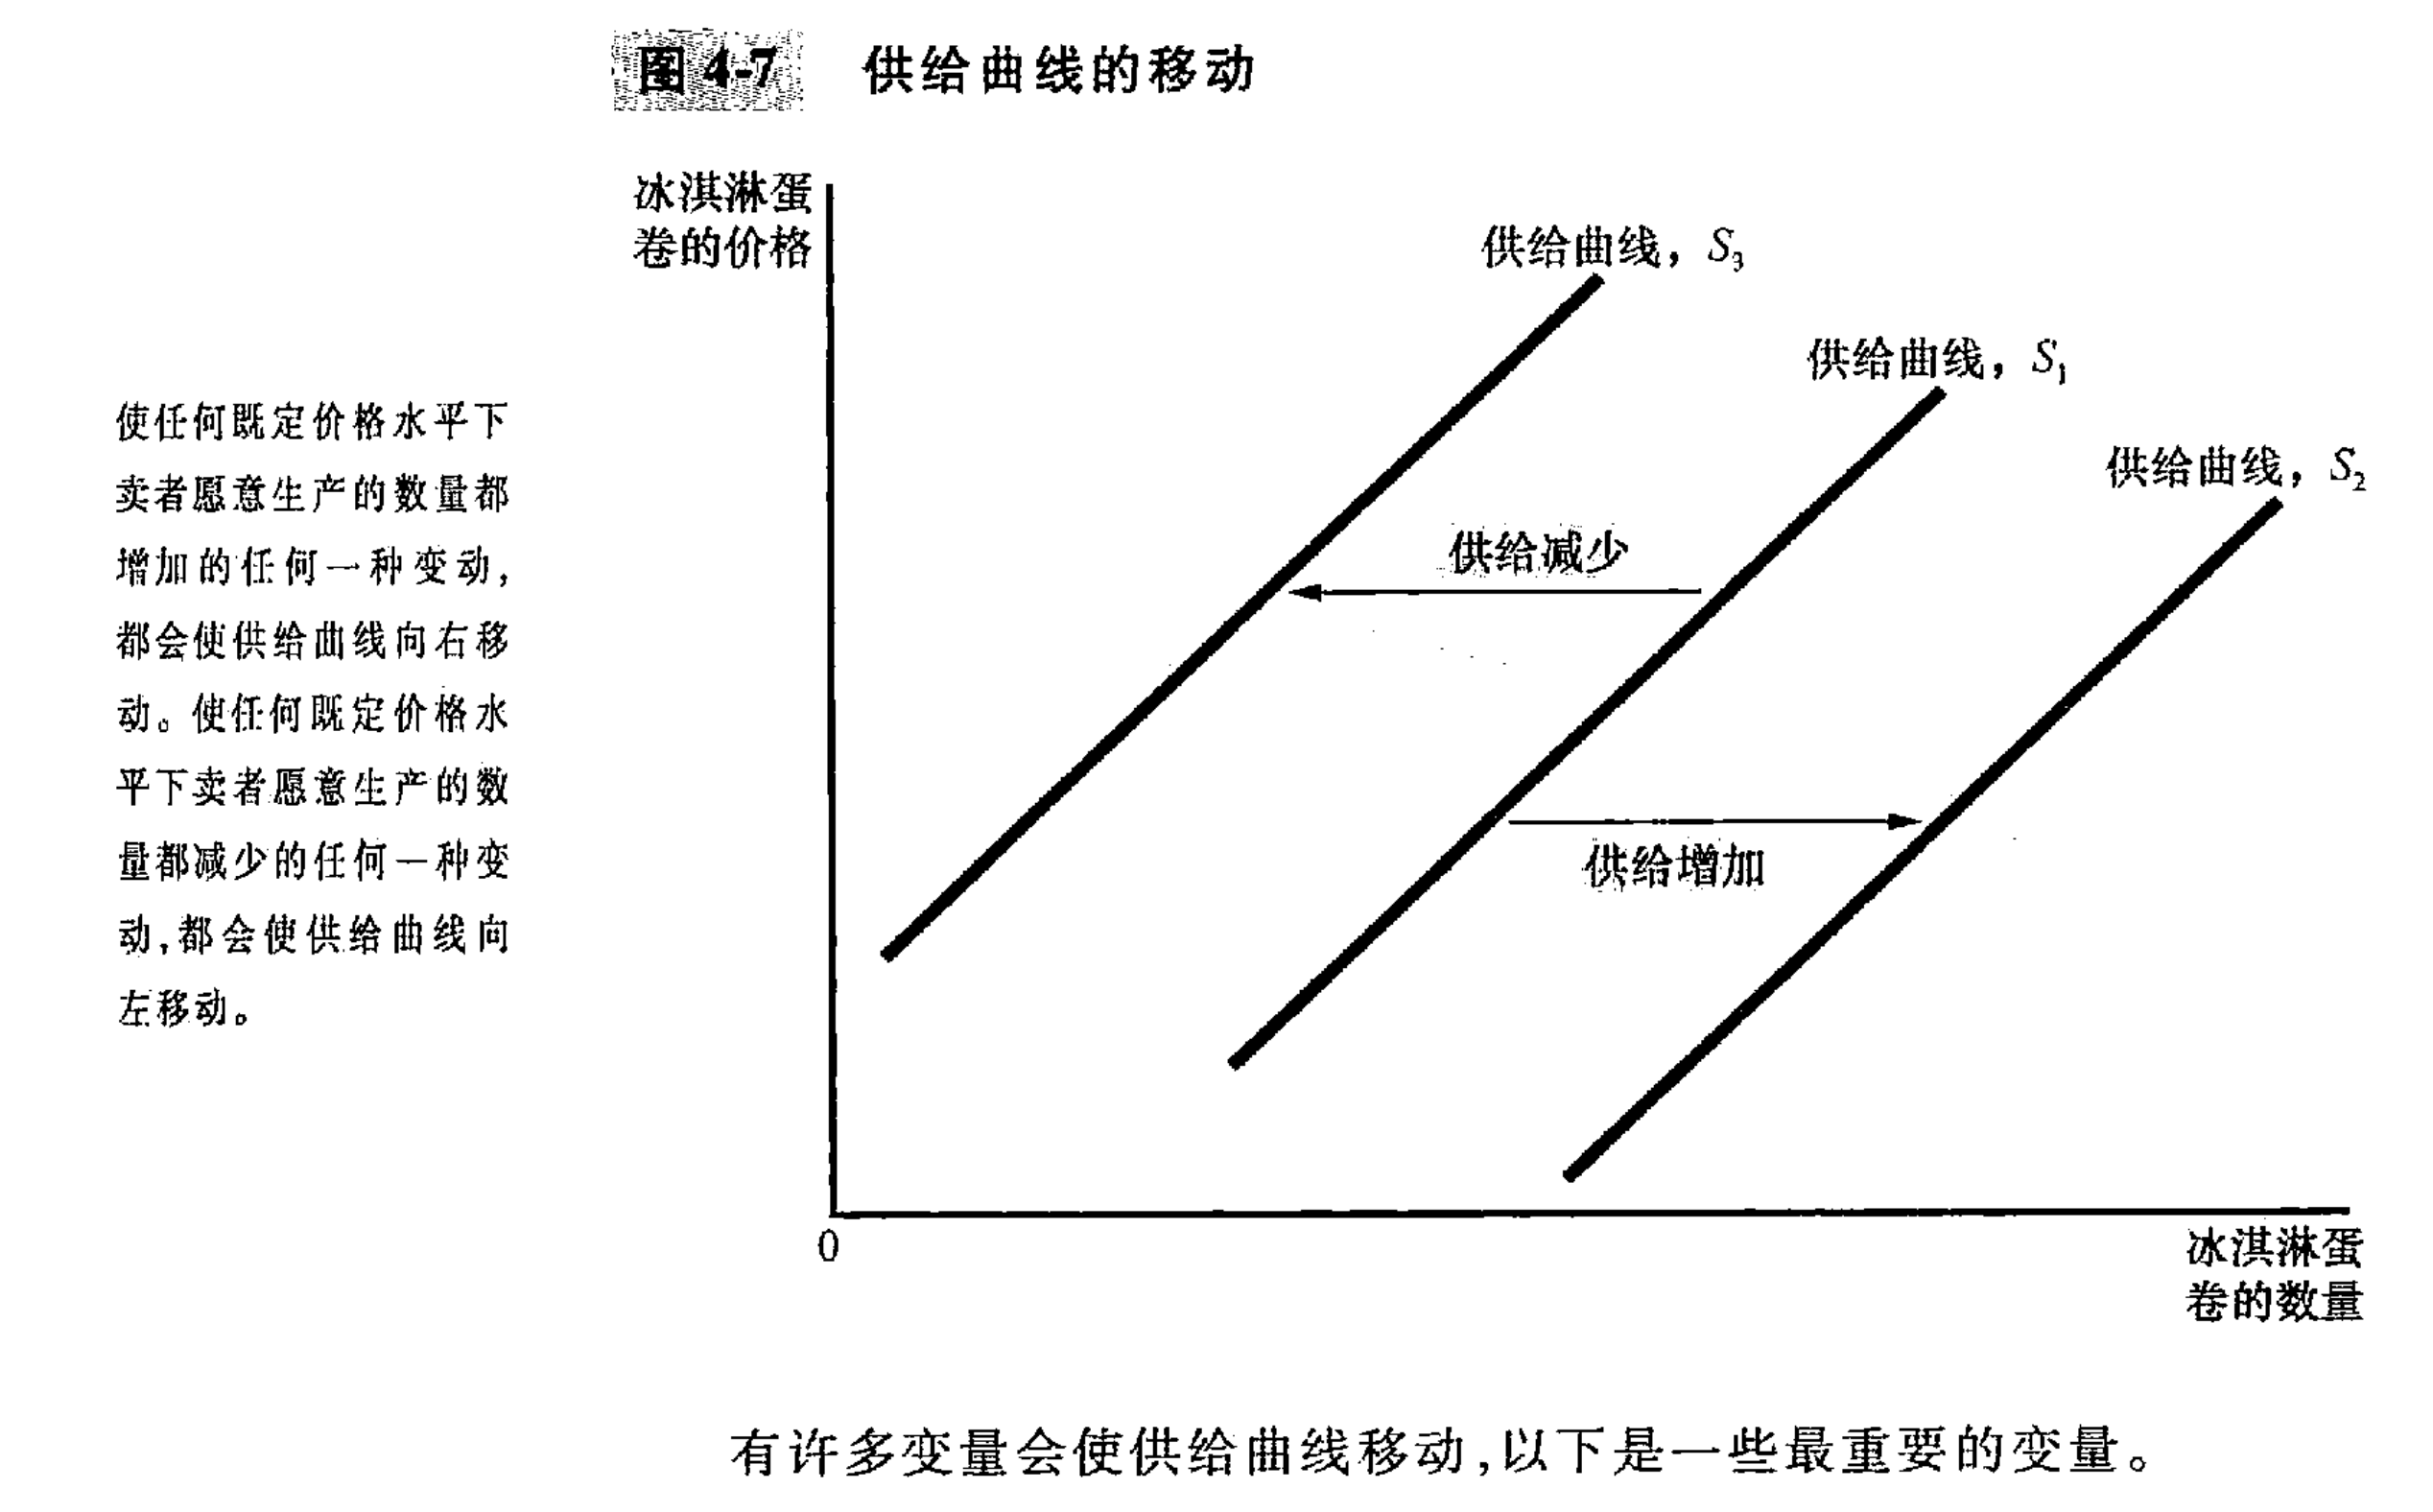 图 4-7 供给曲线的移动
冰淇淋蛋
卷的价格
供给曲线，S₃
供给曲线，S₁
供给曲线，S₂
使任何既定价格水平下
卖者愿意生产的数量都
增加的任何一种变动，
都会使供给曲线向右移
动。使任何既定价格水
平下卖者愿意生产的数
量都减少的任何一种变
动，都会使供给曲线向
左移动。
供给减少
供给增加
0
冰淇淋蛋
卷的数量
有许多变量会使供给曲线移动，以下是一些最重要的变量。